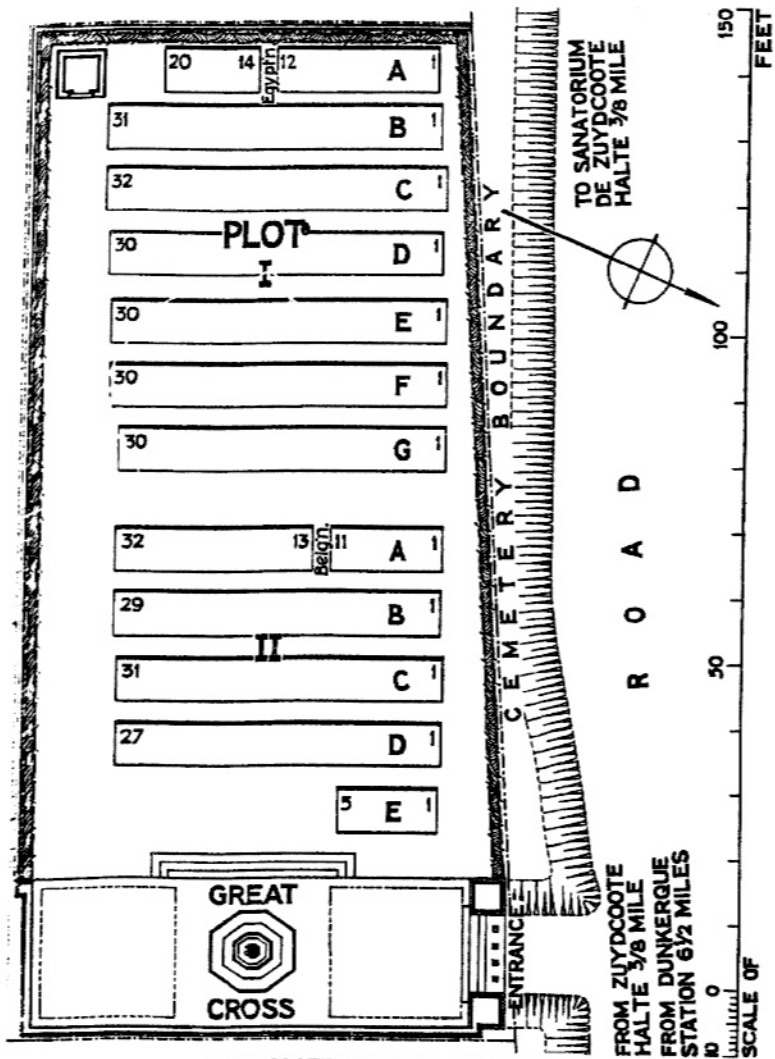 20 14 Egypt'n 12 A 1
31 B 1
32 C 1
PLOT
I
30 D 1
30 E 1
30 F 1
30 G 1
32 13 Belg'n. 11 A 1
29 B 1
II
31 C 1
27 D 1
5 E 1
GREAT
CROSS
ENTRANCE
CEMETERY BOUNDARY
TO SANATORIUM
DE ZUYDCOOTE
HALTE 3/8 MILE
ROAD
FROM ZUYDCOOTE
HALTE 3/8 MILE
FROM DUNKERQUE
STATION 6½ MILES
SCALE OF
10 0 50 100 150
FEET